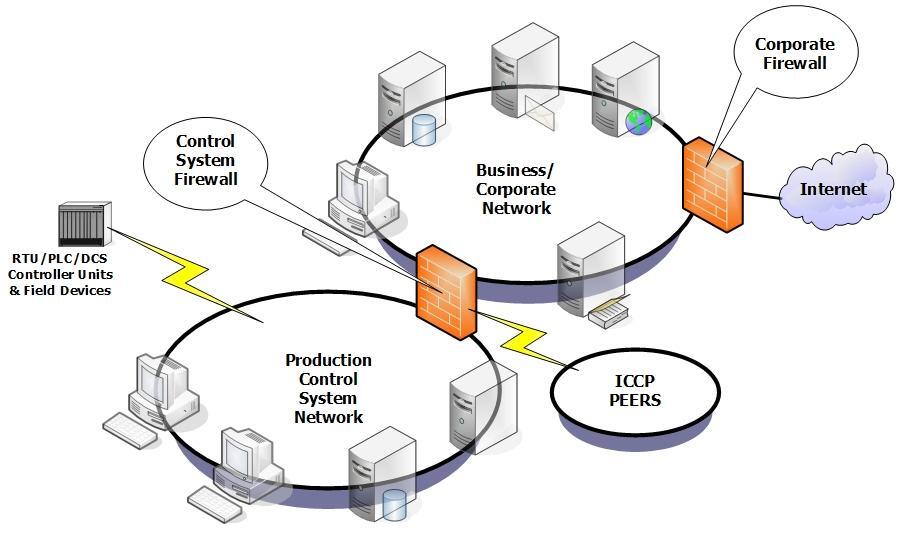 Corporate
Firewall
Control
System
Firewall
Business/
Corporate
Network
Internet
RTU/PLC/DCS
Controller Units
& Field Devices
Production
Control
System
Network
ICCP
PEERS